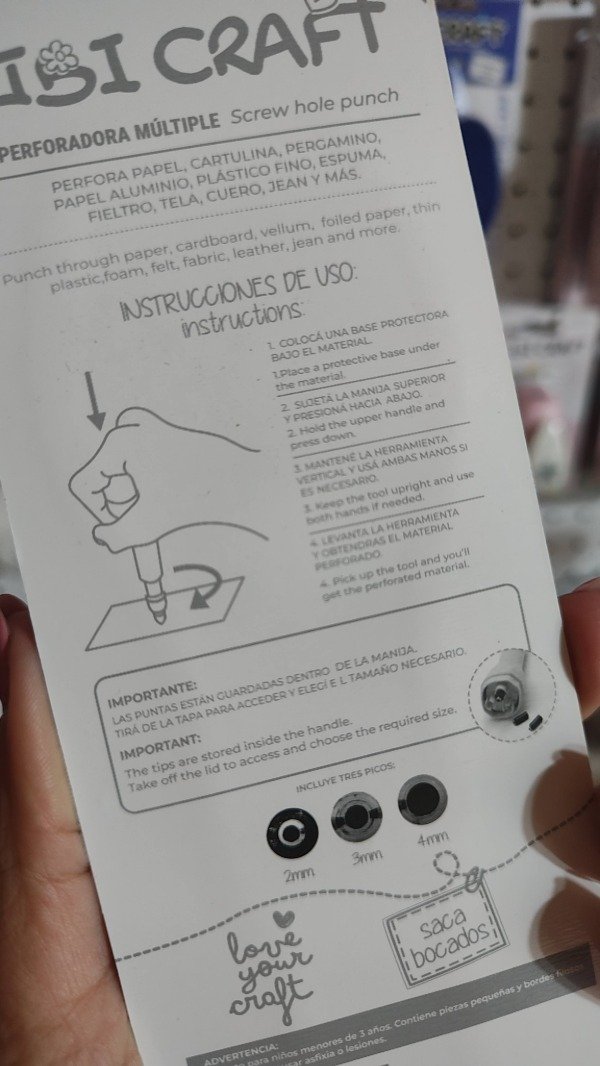 IBI CRAFT
PERFORADORA MÚLTIPLE Screw hole punch
PERFORA PAPEL, CARTULINA, PERGAMINO,
PAPEL ALUMINIO, PLÁSTICO FINO, ESPUMA,
FIELTRO, TELA, CUERO, JEAN Y MÁS.
Punch through paper, cardboard, vellum, foiled paper, thin
plastic,foam, felt, fabric, leather, jean and more.
INSTRUCCIONES DE USO:
instructions:
1. COLOCÁ UNA BASE PROTECTORA
BAJO EL MATERIAL.
1.Place a protective base under
the material.
2. SUJETÁ LA MANIJA SUPERIOR
Y PRESIONÁ HACIA ABAJO.
2. Hold the upper handle and
press down.
3. MANTENÉ LA HERRAMIENTA
VERTICAL Y USÁ AMBAS MANOS SI
ES NECESARIO.
3. Keep the tool upright and use
both hands if needed.
4. LEVANTA LA HERRAMIENTA
Y OBTENDRAS EL MATERIAL
PERFORADO.
4. Pick up the tool and you'll
get the perforated material.
IMPORTANTE:
LAS PUNTAS ESTÁN GUARDADAS DENTRO DE LA MANIJA.
TIRÁ DE LA TAPA PARA ACCEDER Y ELEGÍ E L TAMAÑO NECESARIO.
IMPORTANT:
The tips are stored inside the handle.
Take off the lid to access and choose the required size.
INCLUYE TRES PICOS:
2mm 3mm 4mm
love
your
craft
saca
bocados
ADVERTENCIA:
para niños menores de 3 años. Contiene piezas pequeñas y bordes
asfixia o lesiones.